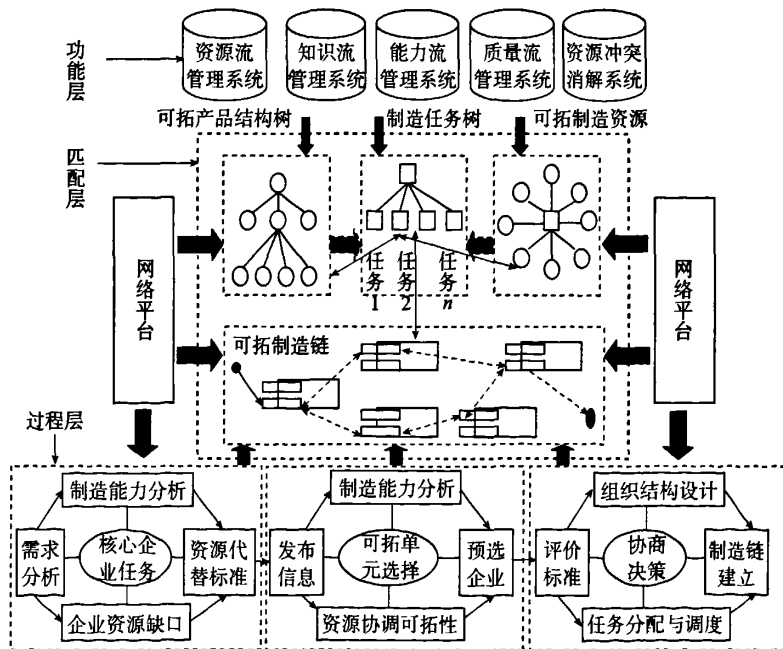 功能层
资源流
管理系统
知识流
管理系统
能力流
管理系统
质量流
管理系统
资源冲突
消解系统
可拓产品结构树
制造任务树
可拓制造资源
匹配层
网络平台
任务1
任务2
任务n
网络平台
可拓制造链
过程层
制造能力分析
需求
分析
核心企
业任务
资源代
替标准
企业资源缺口
制造能力分析
发布
信息
可拓单
元选择
预选
企业
资源协调可拓性
组织结构设计
评价
标准
协商
决策
制造链
建立
任务分配与调度